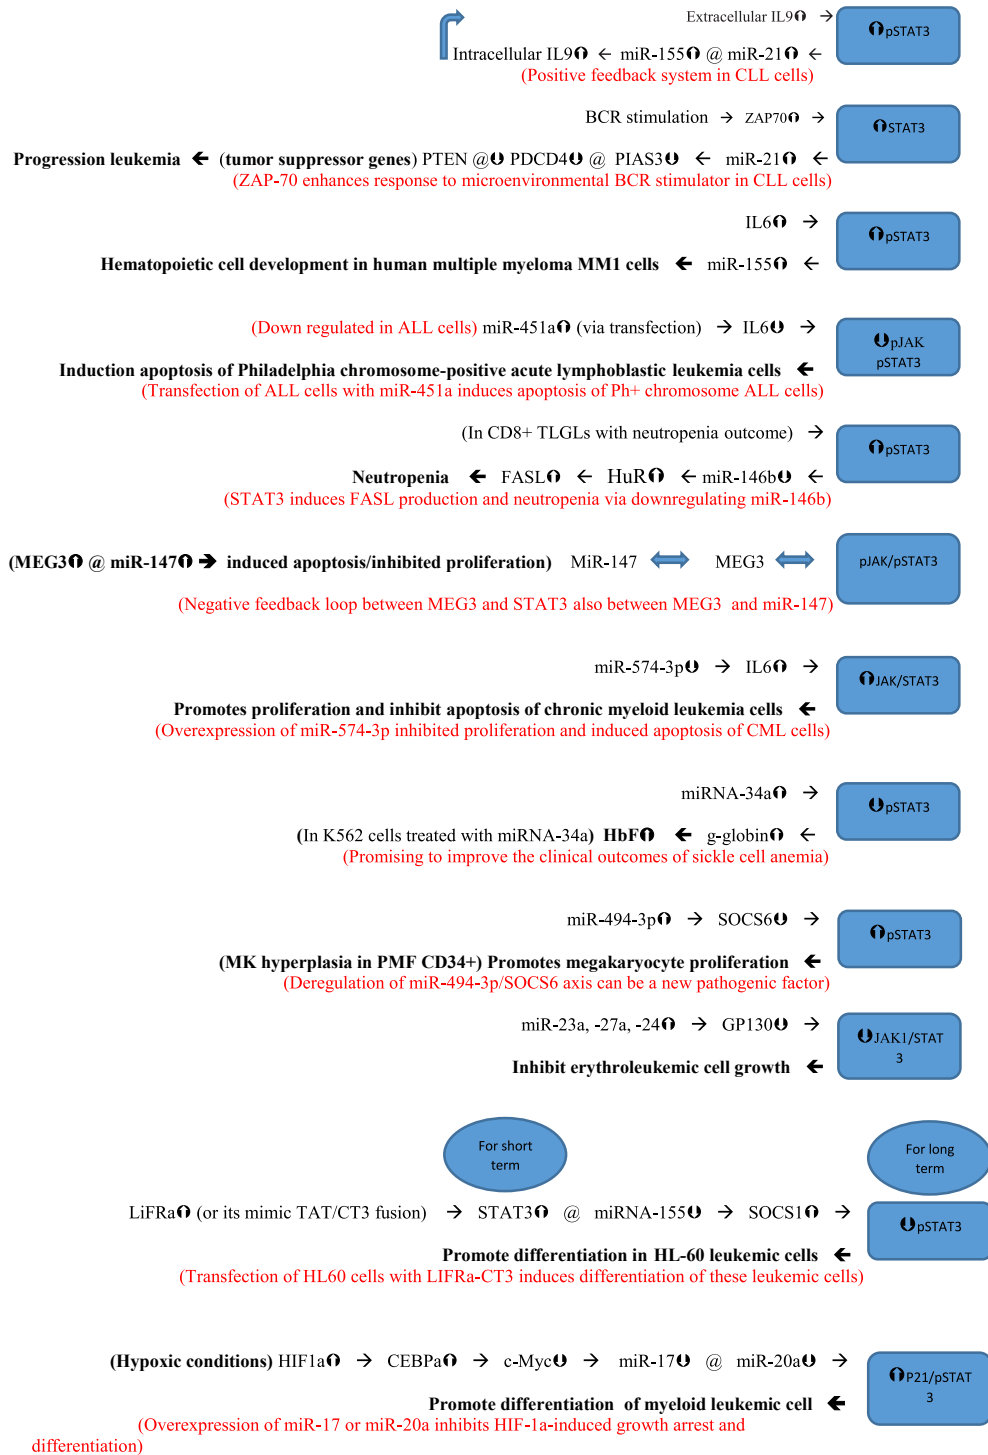 Extracellular IL9⬆ → ⬆pSTAT3
Intracellular IL9⬆ ← miR-155⬆ @ miR-21⬆ ←
(Positive feedback system in CLL cells)
BCR stimulation → ZAP70⬆ → ⬆STAT3
Progression leukemia ← (tumor suppressor genes) PTEN @⬇ PDCD4⬇ @ PIAS3⬇ ← miR-21⬆ ←
(ZAP-70 enhances response to microenvironmental BCR stimulator in CLL cells)
IL6⬆ → ⬆pSTAT3
Hematopoietic cell development in human multiple myeloma MM1 cells ← miR-155⬆ ←
(Down regulated in ALL cells) miR-451a⬆ (via transfection) → IL6⬇ → ⬇pJAK
pSTAT3
Induction apoptosis of Philadelphia chromosome-positive acute lymphoblastic leukemia cells ←
(Transfection of ALL cells with miR-451a induces apoptosis of Ph+ chromosome ALL cells)
(In CD8+ TLGLs with neutropenia outcome) → ⬆pSTAT3
Neutropenia ← FASL⬆ ← HuR⬆ ← miR-146b⬇ ←
(STAT3 induces FASL production and neutropenia via downregulating miR-146b)
(MEG3⬆ @ miR-147⬆ → induced apoptosis/inhibited proliferation) MiR-147 ⇔ MEG3 ⇔ pJAK/pSTAT3
(Negative feedback loop between MEG3 and STAT3 also between MEG3 and miR-147)
miR-574-3p⬇ → IL6⬆ → ⬆JAK/STAT3
Promotes proliferation and inhibit apoptosis of chronic myeloid leukemia cells ←
(Overexpression of miR-574-3p inhibited proliferation and induced apoptosis of CML cells)
miRNA-34a⬆ → ⬇pSTAT3
(In K562 cells treated with miRNA-34a) HbF⬆ ← g-globin⬆ ←
(Promising to improve the clinical outcomes of sickle cell anemia)
miR-494-3p⬆ → SOCS6⬇ → ⬆pSTAT3
(MK hyperplasia in PMF CD34+) Promotes megakaryocyte proliferation ←
(Deregulation of miR-494-3p/SOCS6 axis can be a new pathogenic factor)
miR-23a, -27a, -24⬆ → GP130⬇ → ⬇JAK1/STAT
3
Inhibit erythroleukemic cell growth ←
For short
term
For long
term
LiFRa⬆ (or its mimic TAT/CT3 fusion) → STAT3⬆ @ miRNA-155⬇ → SOCS1⬆ → ⬇pSTAT3
Promote differentiation in HL-60 leukemic cells ←
(Transfection of HL60 cells with LIFRa-CT3 induces differentiation of these leukemic cells)
(Hypoxic conditions) HIF1a⬆ → CEBPa⬆ → c-Myc⬇ → miR-17⬇ @ miR-20a⬇ → ⬆P21/pSTAT
3
Promote differentiation of myeloid leukemic cell ←
(Overexpression of miR-17 or miR-20a inhibits HIF-1a-induced growth arrest and
differentiation)